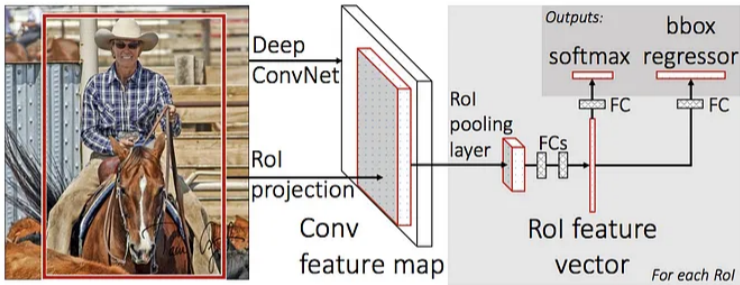 Deep
ConvNet
RoI
projection
Conv
feature map
RoI
pooling
layer
FCs
RoI feature
vector
Outputs:
softmax
bbox
regressor
FC
FC
For each RoI